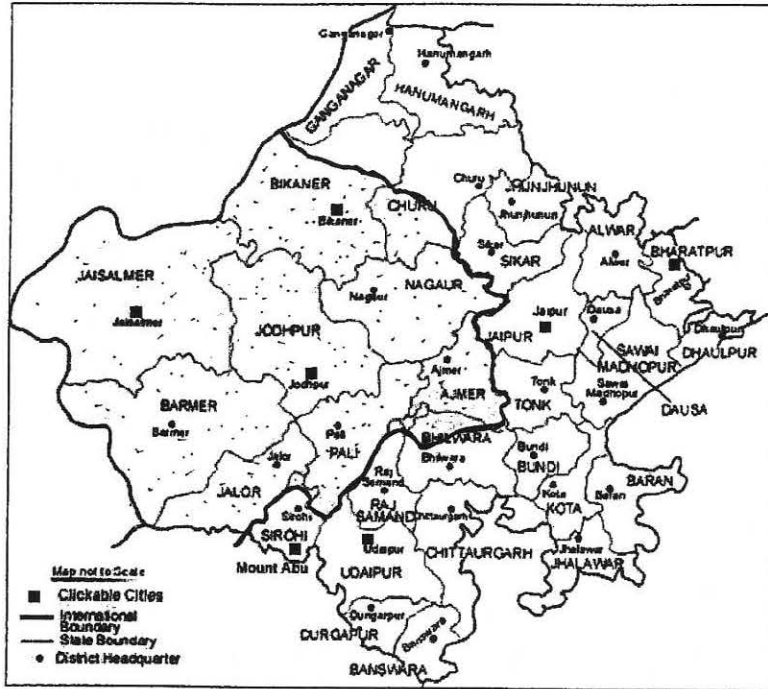 Ganganagar
Hanumangarh
GANGANAGAR
HANUMANGARH
BIKANER
Bikaner
CHURU
Churu
HUNJHUNUN
Jhunjhunun
Sikar
SIKAR
ALWAR
Alwar
BHARATPUR
Bharatpur
JAISALMER
Jaisalmer
NAGAUR
Nagaur
JODHPUR
Jodhpur
Jaipur
JAIPUR
Dausa
Dhaulpur
DHAULPUR
SAWAI
MADHOPUR
Sawai
Madhopur
DAUSA
Ajmer
AJMER
Tonk
TONK
BARMER
Barmer
Pali
PALI
BHILWARA
Bhilwara
Bundi
BUNDI
Jalor
JALOR
Raj
Samand
RAJ
SAMAND
Chittaurgarh
CHITTAURGARH
Kota
KOTA
Baran
BARAN
Sirohi
SIROHI
Mount Abu
Udaipur
UDAIPUR
Jhalawar
JHALAWAR
Dungarpur
DURGAPUR
Banswara
BANSWARA
Map not to Scale
Clickable Cities
International
Boundary
State Boundary
District Headquarter